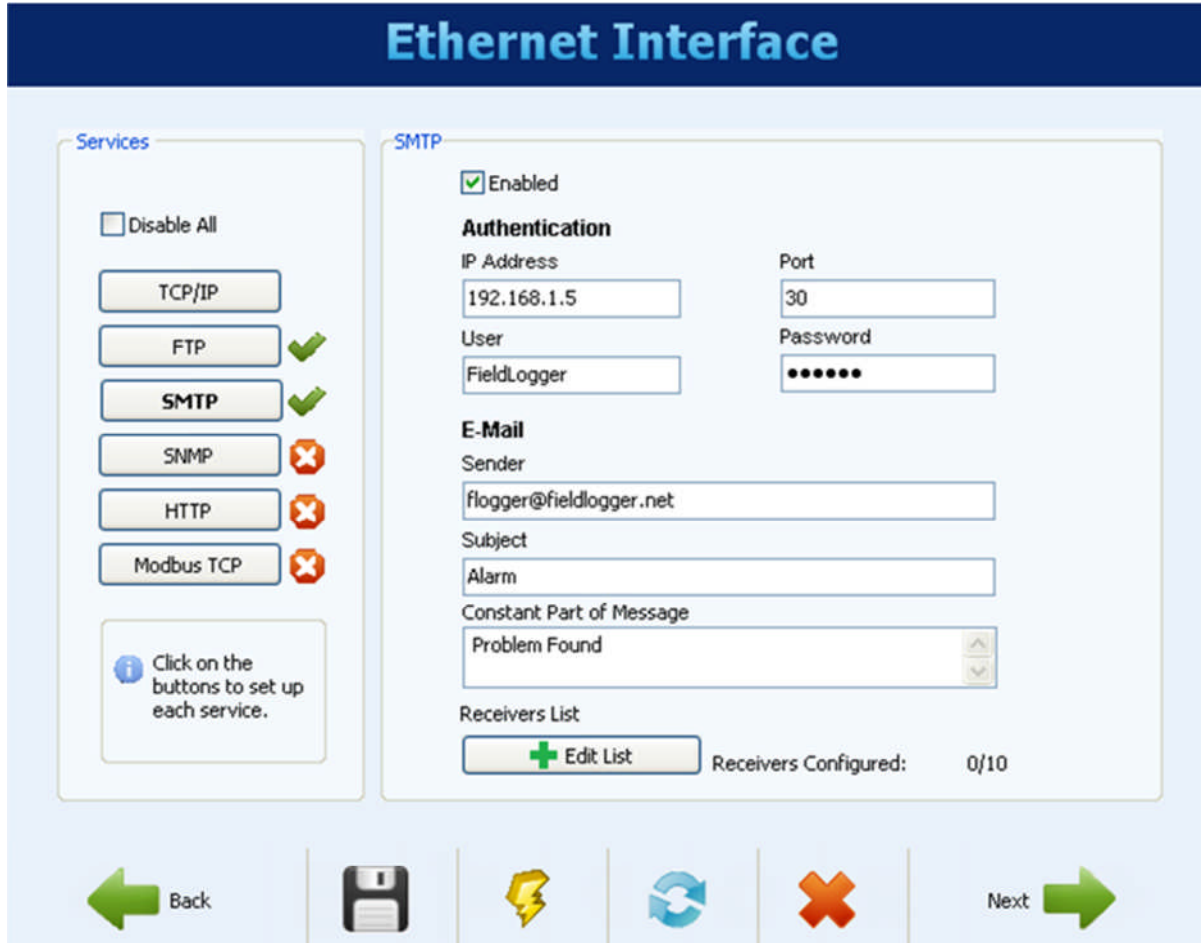 Ethernet Interface
Services
Disable All
TCP/IP
FTP
SMTP
SNMP
HTTP
Modbus TCP
Click on the
buttons to set up
each service.
SMTP
Enabled
Authentication
IP Address Port
192.168.1.5 30
User Password
FieldLogger ●●●●●●
E-Mail
Sender
flogger@fieldlogger.net
Subject
Alarm
Constant Part of Message
Problem Found
Receivers List
Edit List Receivers Configured: 0/10
Back Next